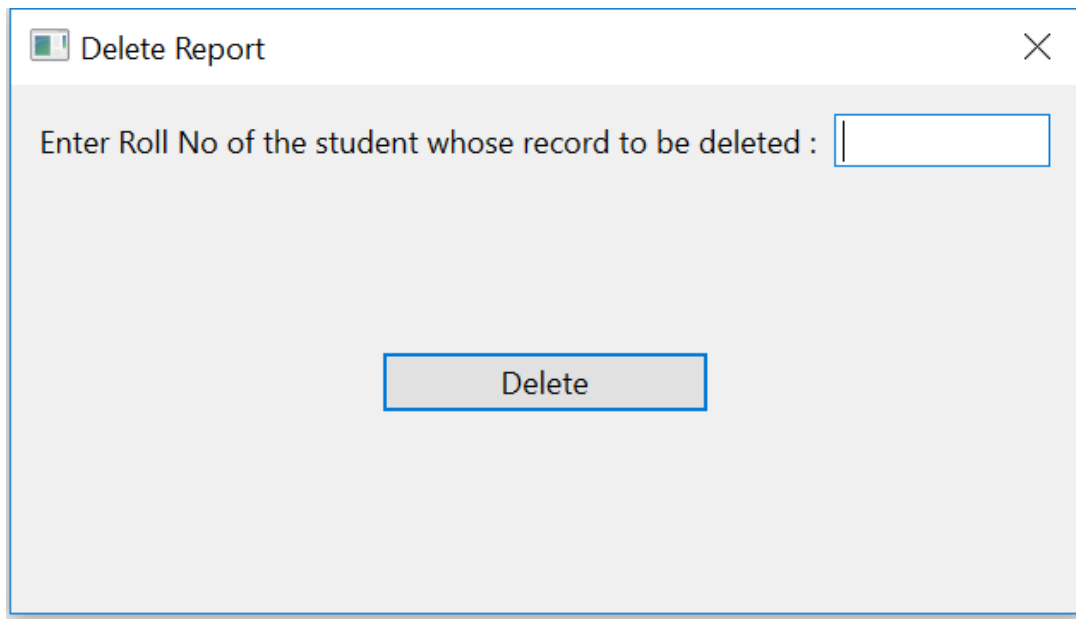 Delete Report
Enter Roll No of the student whose record to be deleted :
Delete